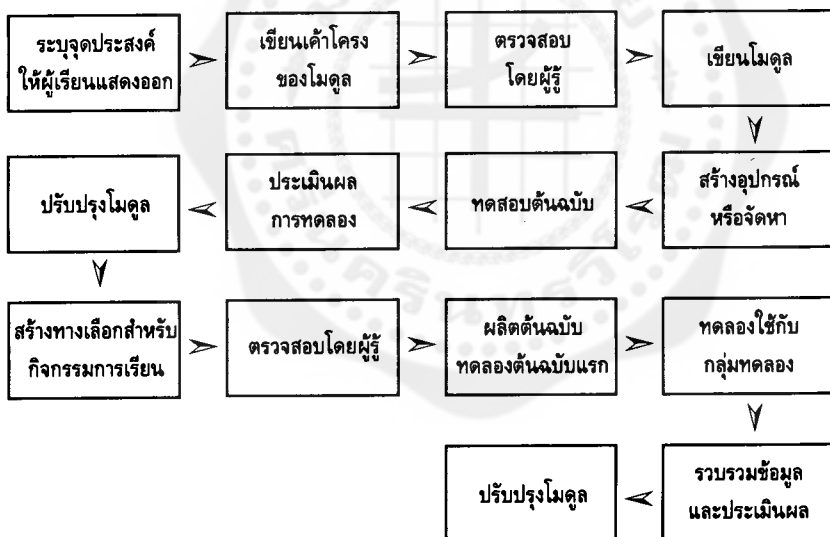 ระบุจุดประสงค์
ให้ผู้เรียนแสดงออก
เขียนเค้าโครง
ของโมดูล
ตรวจสอบ
โดยผู้รู้
เขียนโมดูล
สร้างอุปกรณ์
หรือจัดหา
ทดสอบต้นฉบับ
ประเมินผล
การทดลอง
ปรับปรุงโมดูล
สร้างทางเลือกสำหรับ
กิจกรรมการเรียน
ตรวจสอบโดยผู้รู้
ผลิตต้นฉบับ
ทดลองต้นฉบับแรก
ทดลองใช้กับ
กลุ่มทดลอง
รวบรวมข้อมูล
และประเมินผล
ปรับปรุงโมดูล